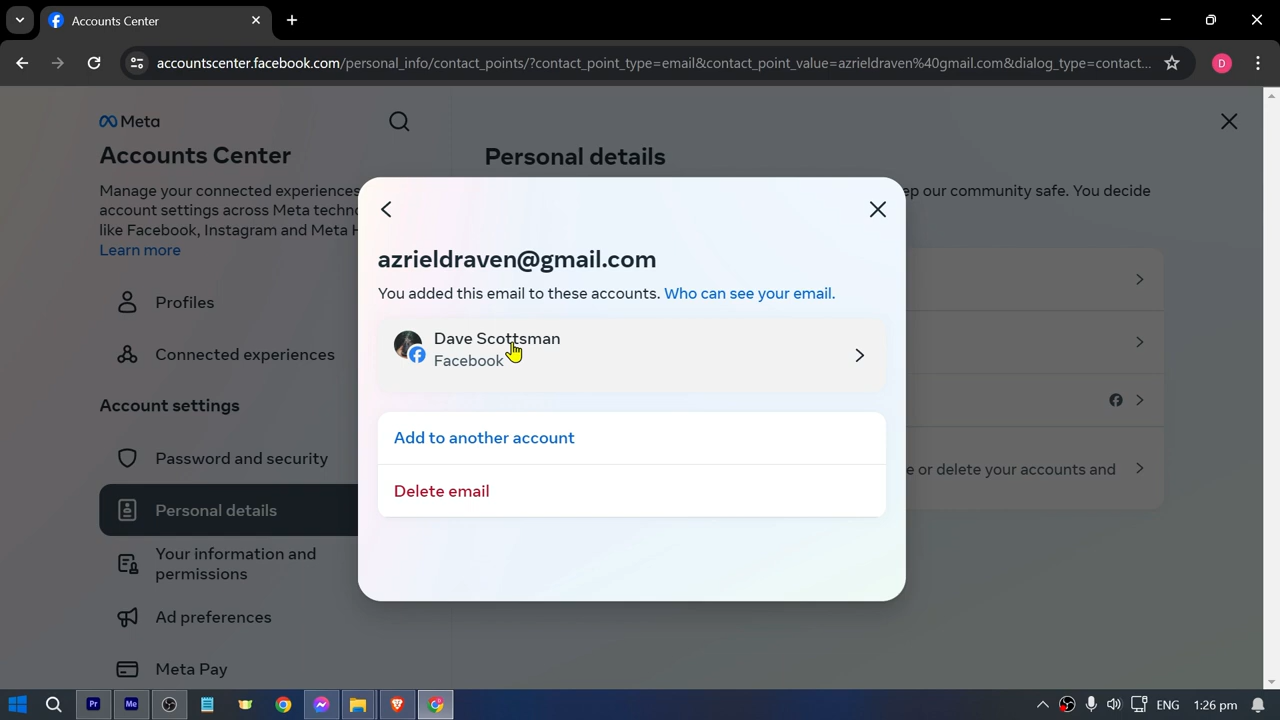 Accounts Center
accountscenter.facebook.com/personal_info/contact_points/?contact_point_type=email&contact_point_value=azrieldraven%40gmail.com&dialog_type=contact...
D
Meta
Accounts Center
Manage your connected experiences
account settings across Meta techno
like Facebook, Instagram and Meta H
Learn more
Profiles
Connected experiences
Account settings
Password and security
Personal details
Your information and
permissions
Ad preferences
Meta Pay
Personal details
ep our community safe. You decide
e or delete your accounts and
azrieldraven@gmail.com
You added this email to these accounts. Who can see your email.
Dave Scottsman
Facebook
Add to another account
Delete email
Pr
Me
ENG
1:26 pm